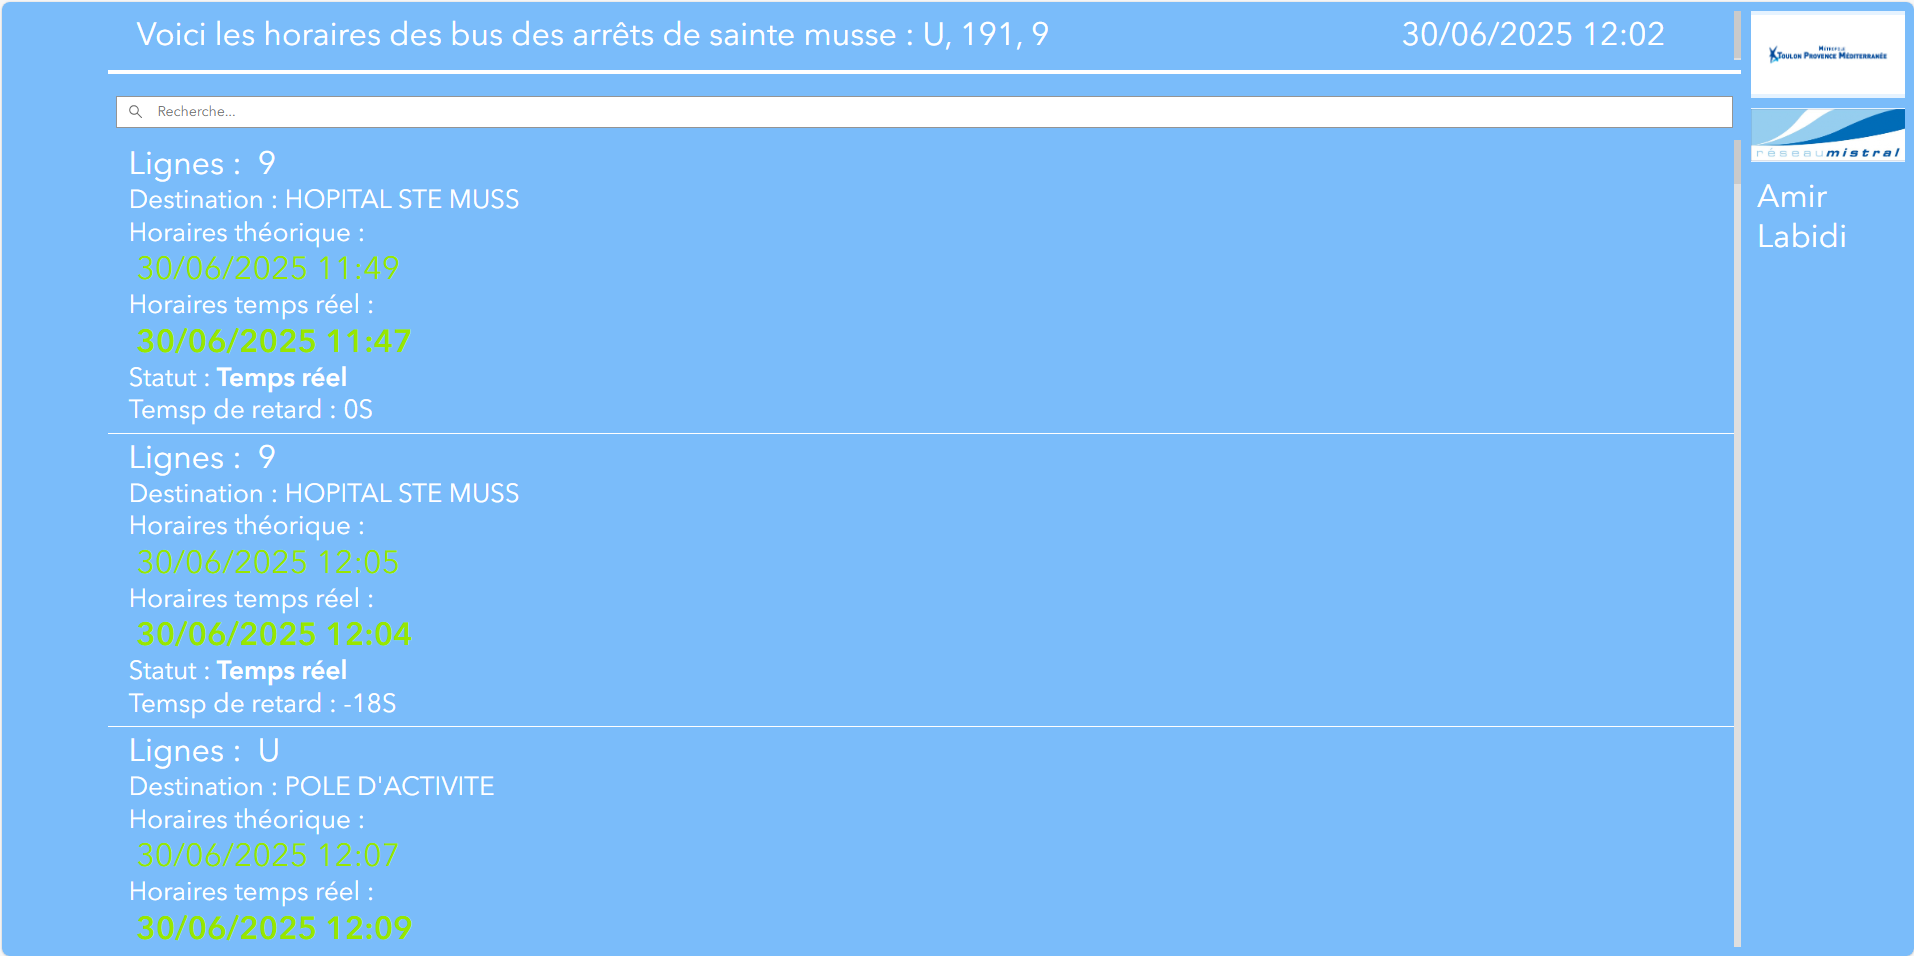 Voici les horaires des bus des arrêts de sainte musse : U, 191, 9
30/06/2025 12:02
MÉTROPOLE
TOULON PROVENCE MÉDITERRANÉE
réseaumistral
Amir
Labidi
Recherche...
Lignes : 9
Destination : HOPITAL STE MUSS
Horaires théorique :
30/06/2025 11:49
Horaires temps réel :
30/06/2025 11:47
Statut : Temps réel
Temsp de retard : 0S
Lignes : 9
Destination : HOPITAL STE MUSS
Horaires théorique :
30/06/2025 12:05
Horaires temps réel :
30/06/2025 12:04
Statut : Temps réel
Temsp de retard : -18S
Lignes : U
Destination : POLE D'ACTIVITE
Horaires théorique :
30/06/2025 12:07
Horaires temps réel :
30/06/2025 12:09